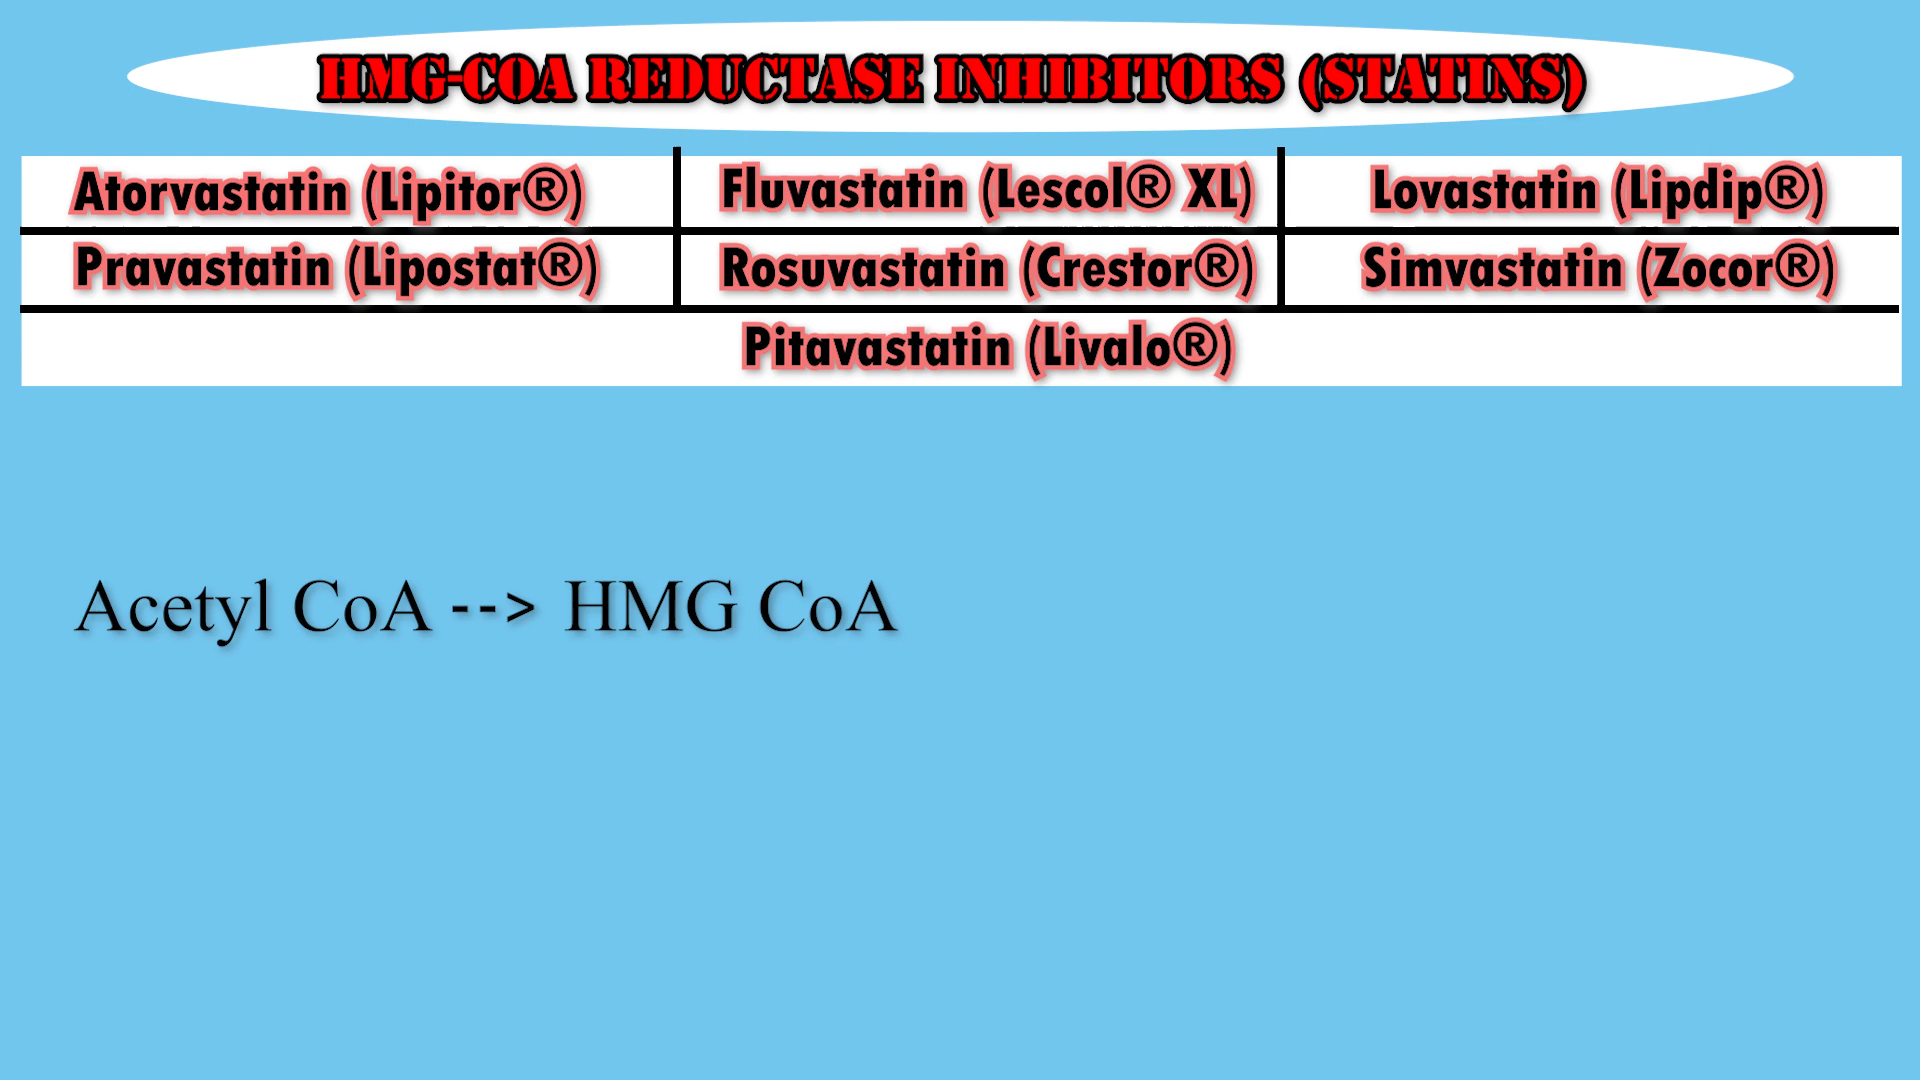 HMG-COA REDUCTASE INHIBITORS (STATINS)
Atorvastatin (Lipitor®) Fluvastatin (Lescol® XL) Lovastatin (Lipdip®)
Pravastatin (Lipostat®) Rosuvastatin (Crestor®) Simvastatin (Zocor®)
Pitavastatin (Livalo®)
Acetyl CoA --> HMG CoA